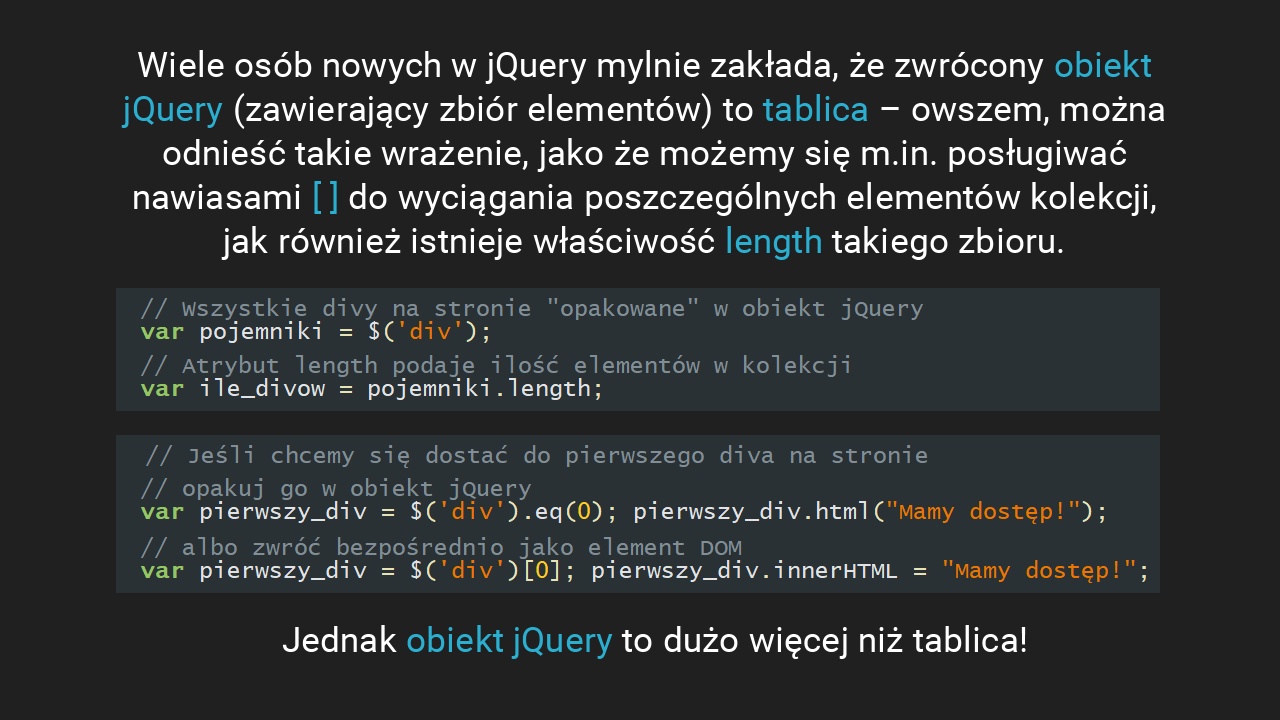 Wiele osób nowych w jQuery mylnie zakłada, że zwrócony obiekt
jQuery (zawierający zbiór elementów) to tablica – owszem, można
odnieść takie wrażenie, jako że możemy się m.in. posługiwać
nawiasami [ ] do wyciągania poszczególnych elementów kolekcji,
jak również istnieje właściwość length takiego zbioru.
// Wszystkie divy na stronie "opakowane" w obiekt jQuery
var pojemniki = $('div');
// Atrybut length podaje ilość elementów w kolekcji
var ile_divow = pojemniki.length;
// Jeśli chcemy się dostać do pierwszego diva na stronie
// opakuj go w obiekt jQuery
var pierwszy_div = $('div').eq(0); pierwszy_div.html("Mamy dostęp!");
// albo zwróć bezpośrednio jako element DOM
var pierwszy_div = $('div')[0]; pierwszy_div.innerHTML = "Mamy dostęp!";
Jednak obiekt jQuery to dużo więcej niż tablica!